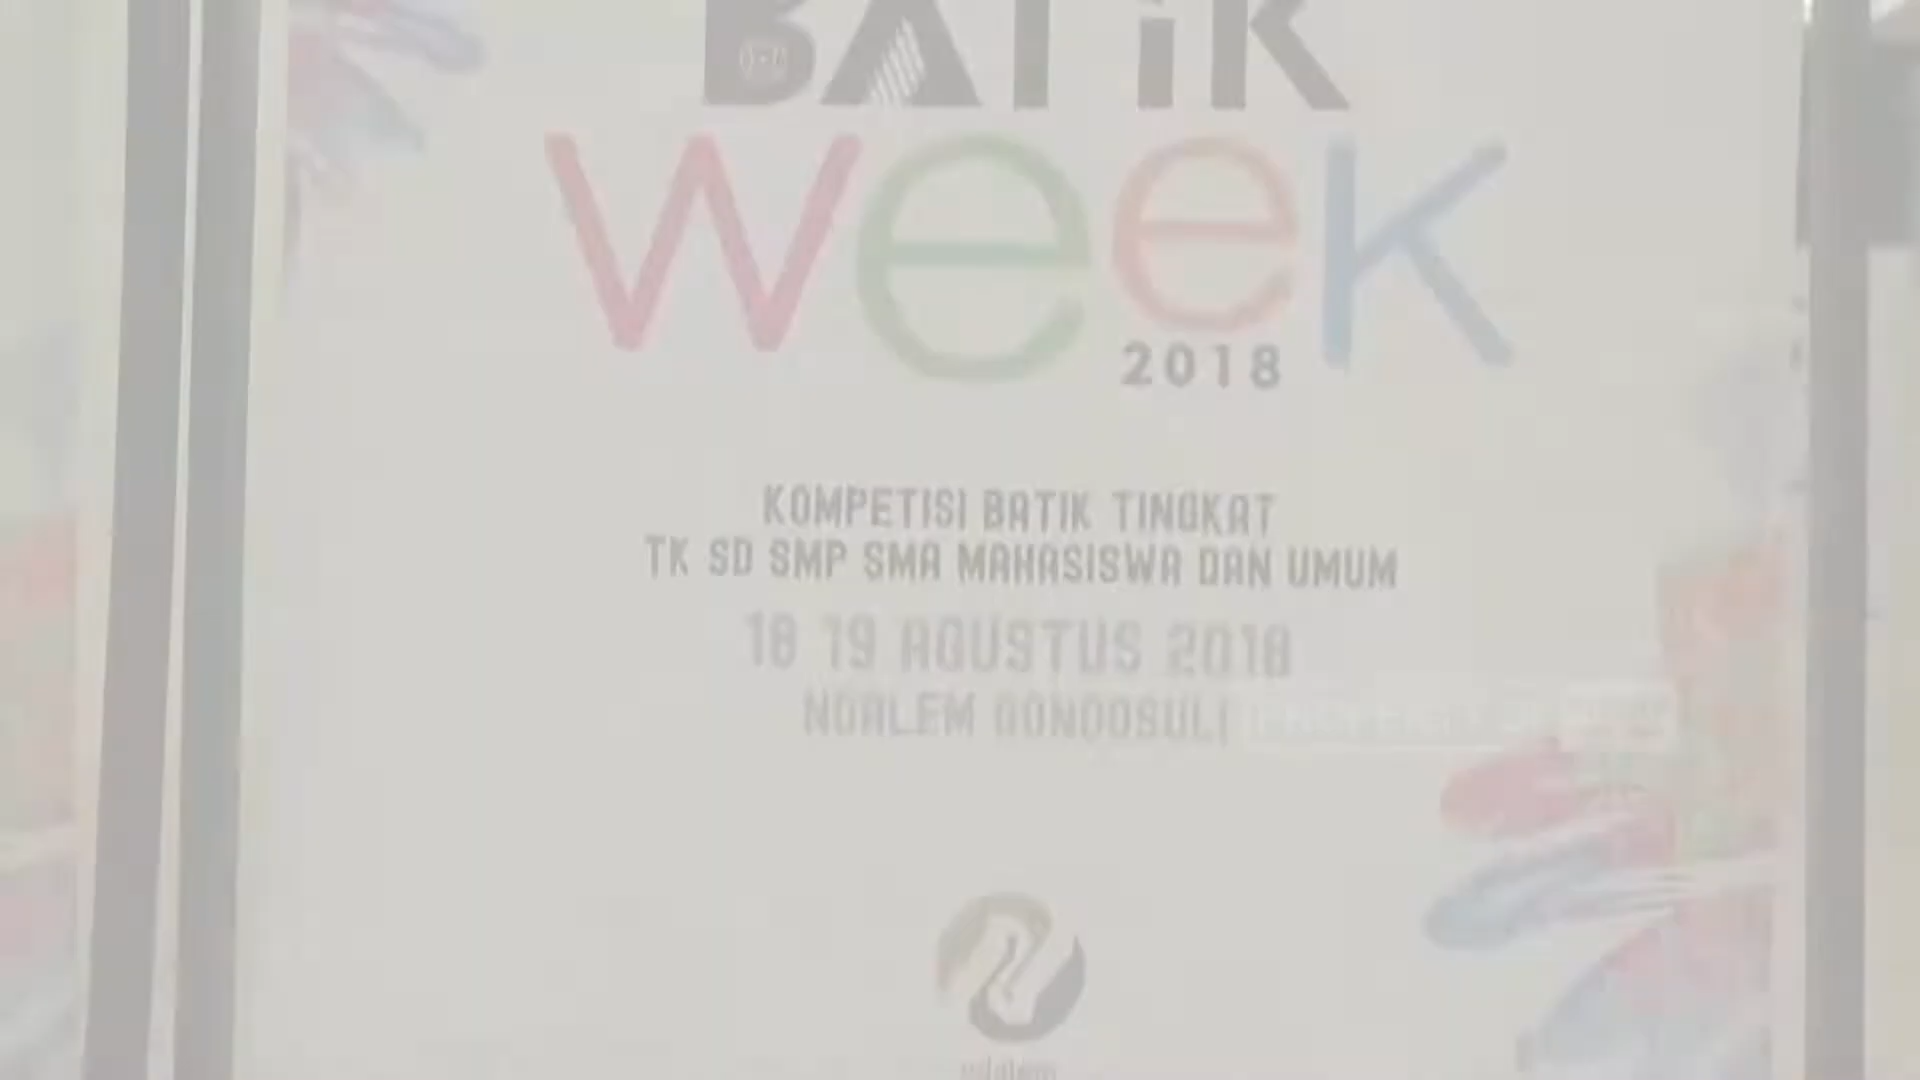 BATiK
week
2018
KOMPETISI BATIK TINGKAT
TK SD SMP SMA MAHASISWA DAN UMUM
18 19 AGUSTUS 2018
NDALEM GONDOSULI